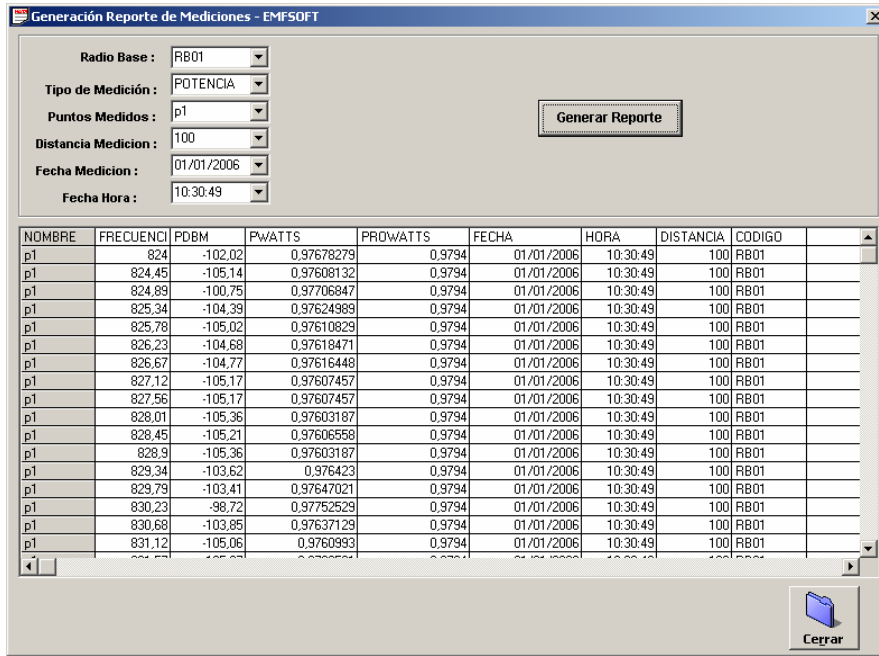 Generación Reporte de Mediciones - EMFSOFT
Radio Base : RB01
Tipo de Medición : POTENCIA
Puntos Medidos : p1
Generar Reporte
Distancia Medicion : 100
Fecha Medicion : 01/01/2006
Fecha Hora : 10:30:49
NOMBRE FRECUENCI PDBM PWATTS PROWATTS FECHA HORA DISTANCIA CODIGO
p1 824 -102,02 0,97678279 0,9794 01/01/2006 10:30:49 100 RB01
p1 824,45 -105,14 0,97608132 0,9794 01/01/2006 10:30:49 100 RB01
p1 824,89 -100,75 0,97706847 0,9794 01/01/2006 10:30:49 100 RB01
p1 825,34 -104,39 0,97624989 0,9794 01/01/2006 10:30:49 100 RB01
p1 825,78 -105,02 0,97610829 0,9794 01/01/2006 10:30:49 100 RB01
p1 826,23 -104,68 0,97618471 0,9794 01/01/2006 10:30:49 100 RB01
p1 826,67 -104,77 0,97616448 0,9794 01/01/2006 10:30:49 100 RB01
p1 827,12 -105,17 0,97607457 0,9794 01/01/2006 10:30:49 100 RB01
p1 827,56 -105,17 0,97607457 0,9794 01/01/2006 10:30:49 100 RB01
p1 828,01 -105,36 0,97603187 0,9794 01/01/2006 10:30:49 100 RB01
p1 828,45 -105,21 0,97606558 0,9794 01/01/2006 10:30:49 100 RB01
p1 828,9 -105,36 0,97603187 0,9794 01/01/2006 10:30:49 100 RB01
p1 829,34 -103,62 0,976423 0,9794 01/01/2006 10:30:49 100 RB01
p1 829,79 -103,41 0,97647021 0,9794 01/01/2006 10:30:49 100 RB01
p1 830,23 -98,72 0,97752529 0,9794 01/01/2006 10:30:49 100 RB01
p1 830,68 -103,85 0,97637129 0,9794 01/01/2006 10:30:49 100 RB01
p1 831,12 -105,06 0,9760993 0,9794 01/01/2006 10:30:49 100 RB01
Cerrar